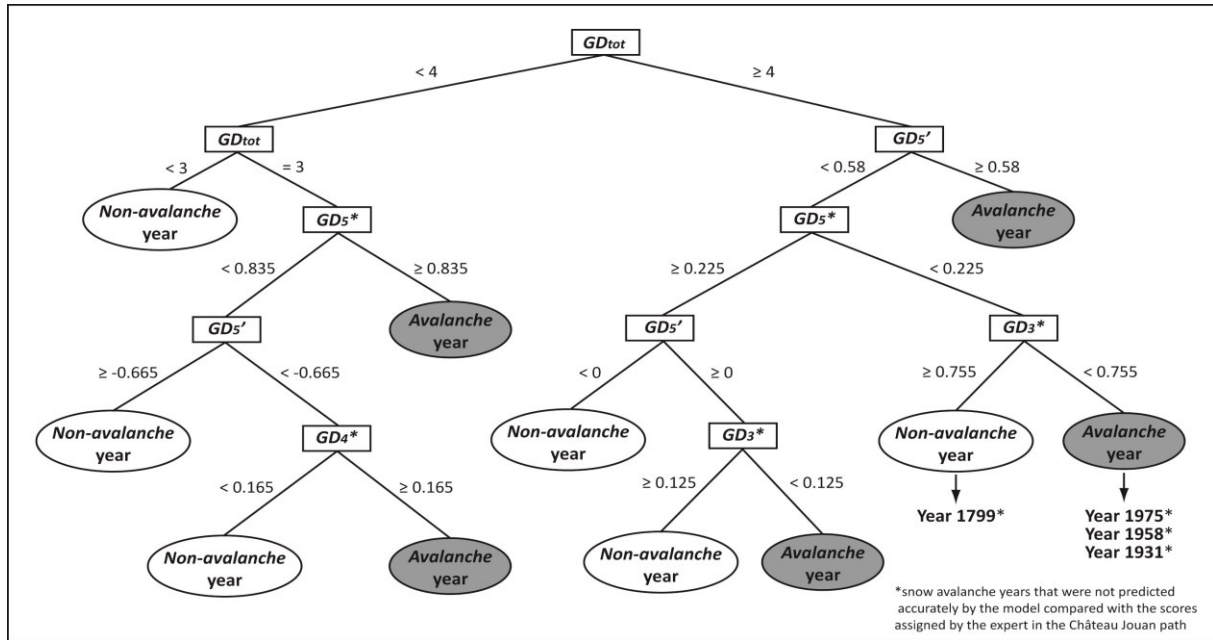 GDtot
< 4
≥ 4
GDtot
GD5′
< 3
= 3
< 0.58
≥ 0.58
Non-avalanche
year
GD5*
GD5*
Avalanche
year
< 0.835
≥ 0.835
≥ 0.225
< 0.225
GD5′
Avalanche
year
GD5′
GD3*
≥ -0.665
< -0.665
< 0
≥ 0
≥ 0.755
< 0.755
Non-avalanche
year
GD4*
Non-avalanche
year
GD3*
Non-avalanche
year
Avalanche
year
< 0.165
≥ 0.165
≥ 0.125
< 0.125
Year 1799*
Year 1975*
Year 1958*
Year 1931*
Non-avalanche
year
Avalanche
year
Non-avalanche
year
Avalanche
year
*snow avalanche years that were not predicted
accurately by the model compared with the scores
assigned by the expert in the Château Jouan path